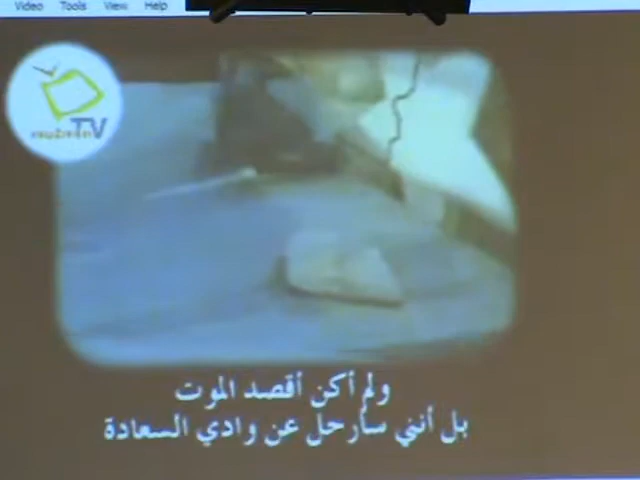 Video Tools View Help
TV
ولم أكن أقصد الموت
بل أنني سأرحل عن وادي السعادة